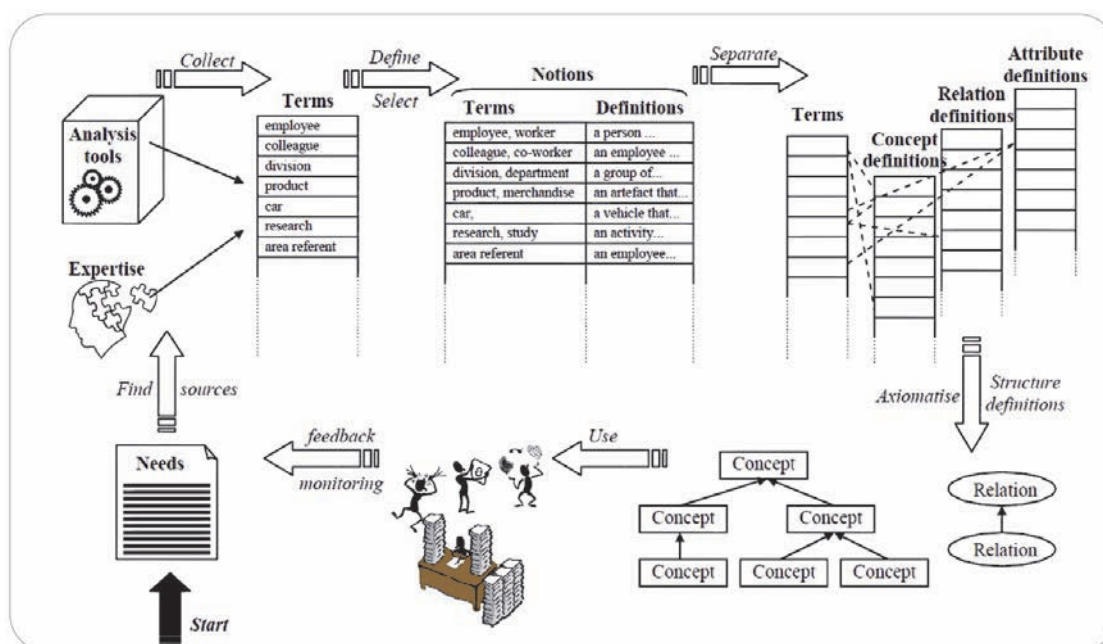 Collect
Define
Select
Separate
Analysis
tools
Expertise
Terms
employee
colleague
division
product
car
research
area referent
Notions
Terms Definitions
employee, worker a person ...
colleague, co-worker an employee ...
division, department a group of...
product, merchandise an artefact that...
car, a vehicle that...
research, study an activity...
area referent an employee...
Terms
Concept
definitions
Relation
definitions
Attribute
definitions
Find sources
Axiomatise
Structure
definitions
Needs
feedback
monitoring
Use
Concept
Concept Concept
Concept Concept Concept
Relation
Relation
Start